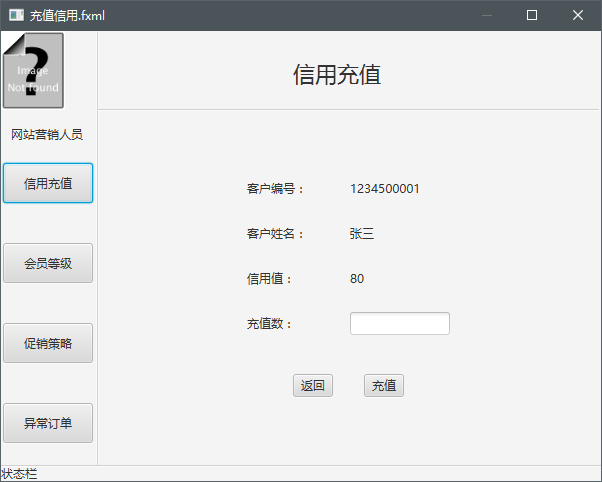 充值信用.fxml
Image
Not found
网站营销人员
信用充值
会员等级
促销策略
异常订单
信用充值
客户编号： 1234500001
客户姓名： 张三
信用值： 80
充值数：
返回 充值
状态栏